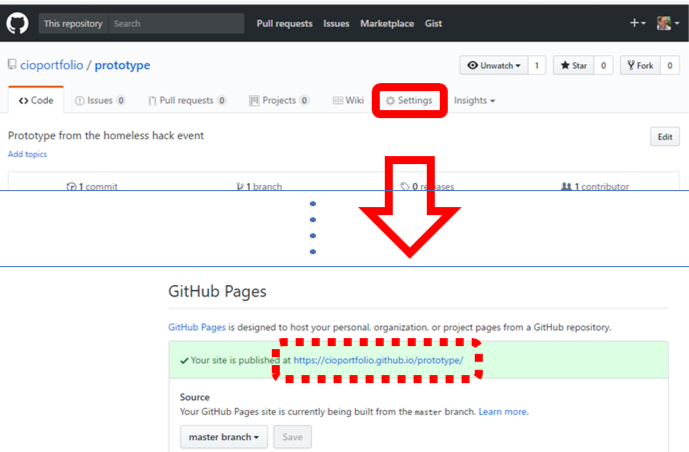 This repository Search Pull requests Issues Marketplace Gist
cioportfolio / prototype Unwatch 1 Star 0 Fork 0
Code Issues 0 Pull requests 0 Projects 0 Wiki Settings Insights
Prototype from the homeless hack event Edit
Add topics
1 commit 1 branch 0 releases 1 contributor
GitHub Pages
GitHub Pages is designed to host your personal, organization, or project pages from a GitHub repository.
Your site is published at https://cioportfolio.github.io/prototype/
Source
Your GitHub Pages site is currently being built from the master branch. Learn more.
master branch Save